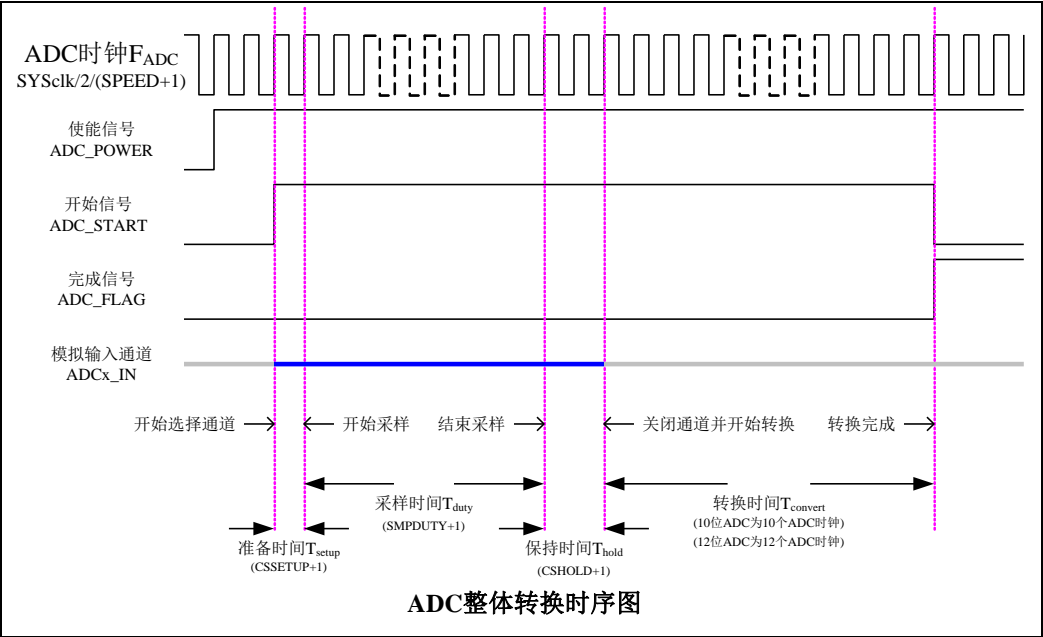 ADC时钟FADC
SYSclk/2/(SPEED+1)
使能信号
ADC_POWER
开始信号
ADC_START
完成信号
ADC_FLAG
模拟输入通道
ADCx_IN
开始选择通道
开始采样
结束采样
关闭通道并开始转换
转换完成
采样时间Tduty
(SMPDUTY+1)
转换时间Tconvert
(10位ADC为10个ADC时钟)
(12位ADC为12个ADC时钟)
准备时间Tsetup
(CSSETUP+1)
保持时间Thold
(CSHOLD+1)
ADC整体转换时序图